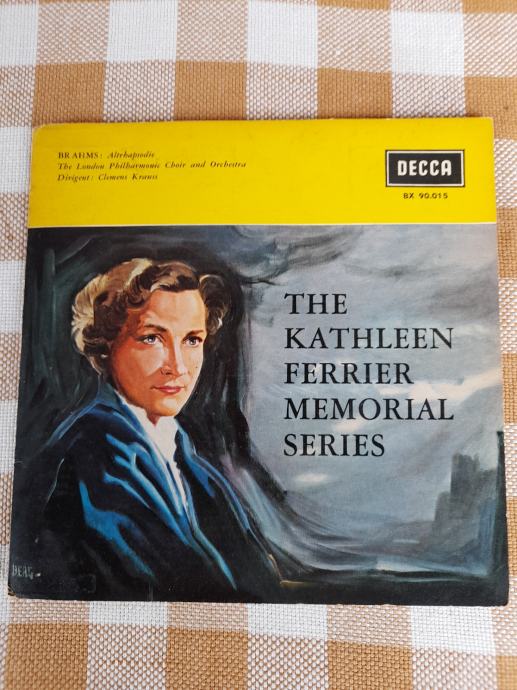 BRAHMS: Altrhapsodie
The London Philharmonic Choir and Orchestra
Dirigent: Clemens Krauss
DECCA
BX 90.015
THE
KATHLEEN
FERRIER
MEMORIAL
SERIES
BERG